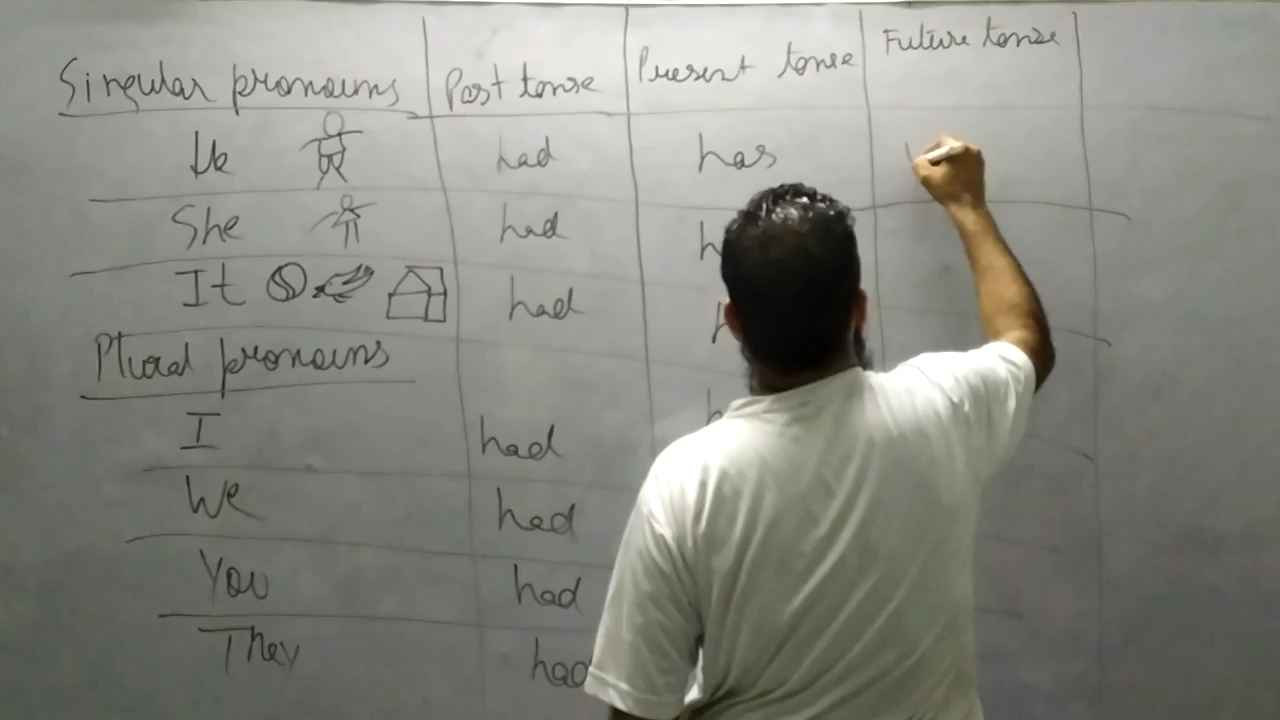 Singular pronouns Past tense Present tense Future tense
He had has
She had h
It had h
Plural pronouns
I had h
We had
You had
They had